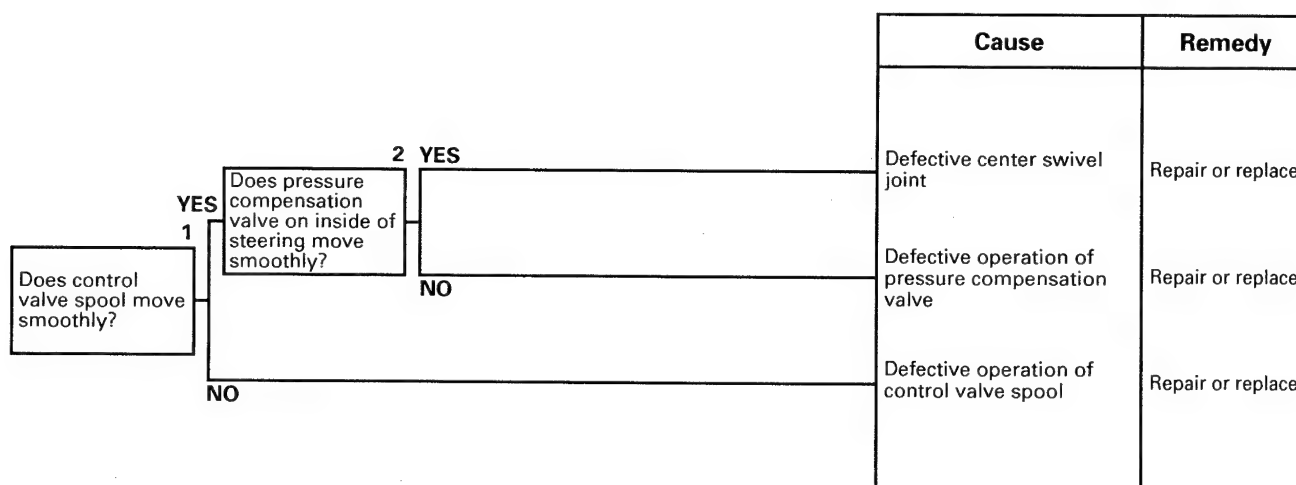 Cause
Remedy
2 YES
Does pressure
compensation
valve on inside of
steering move
smoothly?
YES
1
Does control
valve spool move
smoothly?
NO
NO
Defective center swivel
joint
Repair or replace
Defective operation of
pressure compensation
valve
Repair or replace
Defective operation of
control valve spool
Repair or replace